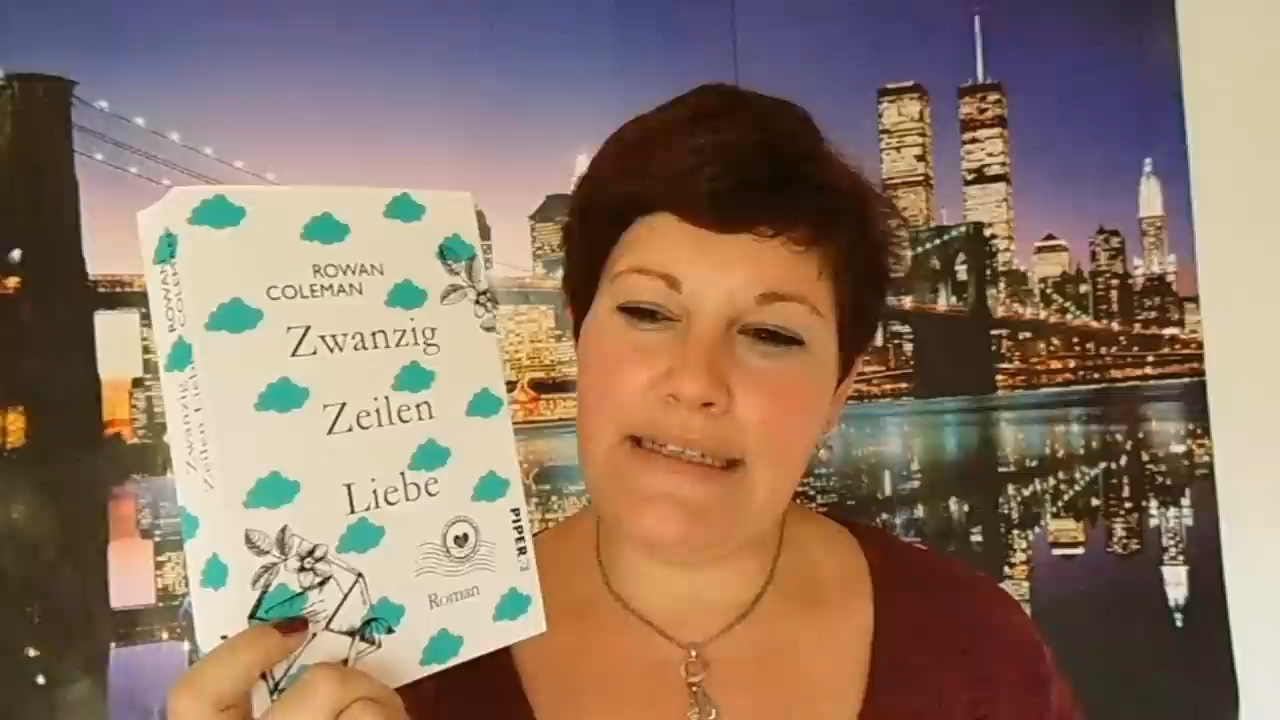 ROWAN
COLEMAN
Zwanzig
Zeilen
Liebe
Roman
PIPER
ROWAN
COLEMAN
Zwanzig
Zeilen Liebe